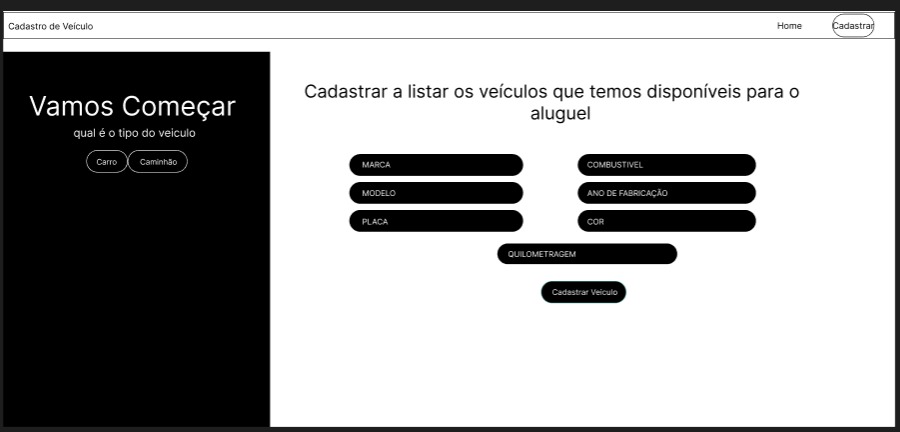 Cadastro de Veículo
Home
Cadastrar
Vamos Começar
qual é o tipo do veiculo
Carro
Caminhão
Cadastrar a listar os veículos que temos disponíveis para o
aluguel
MARCA
COMBUSTIVEL
MODELO
ANO DE FABRICAÇÃO
PLACA
COR
QUILOMETRAGEM
Cadastrar Veículo